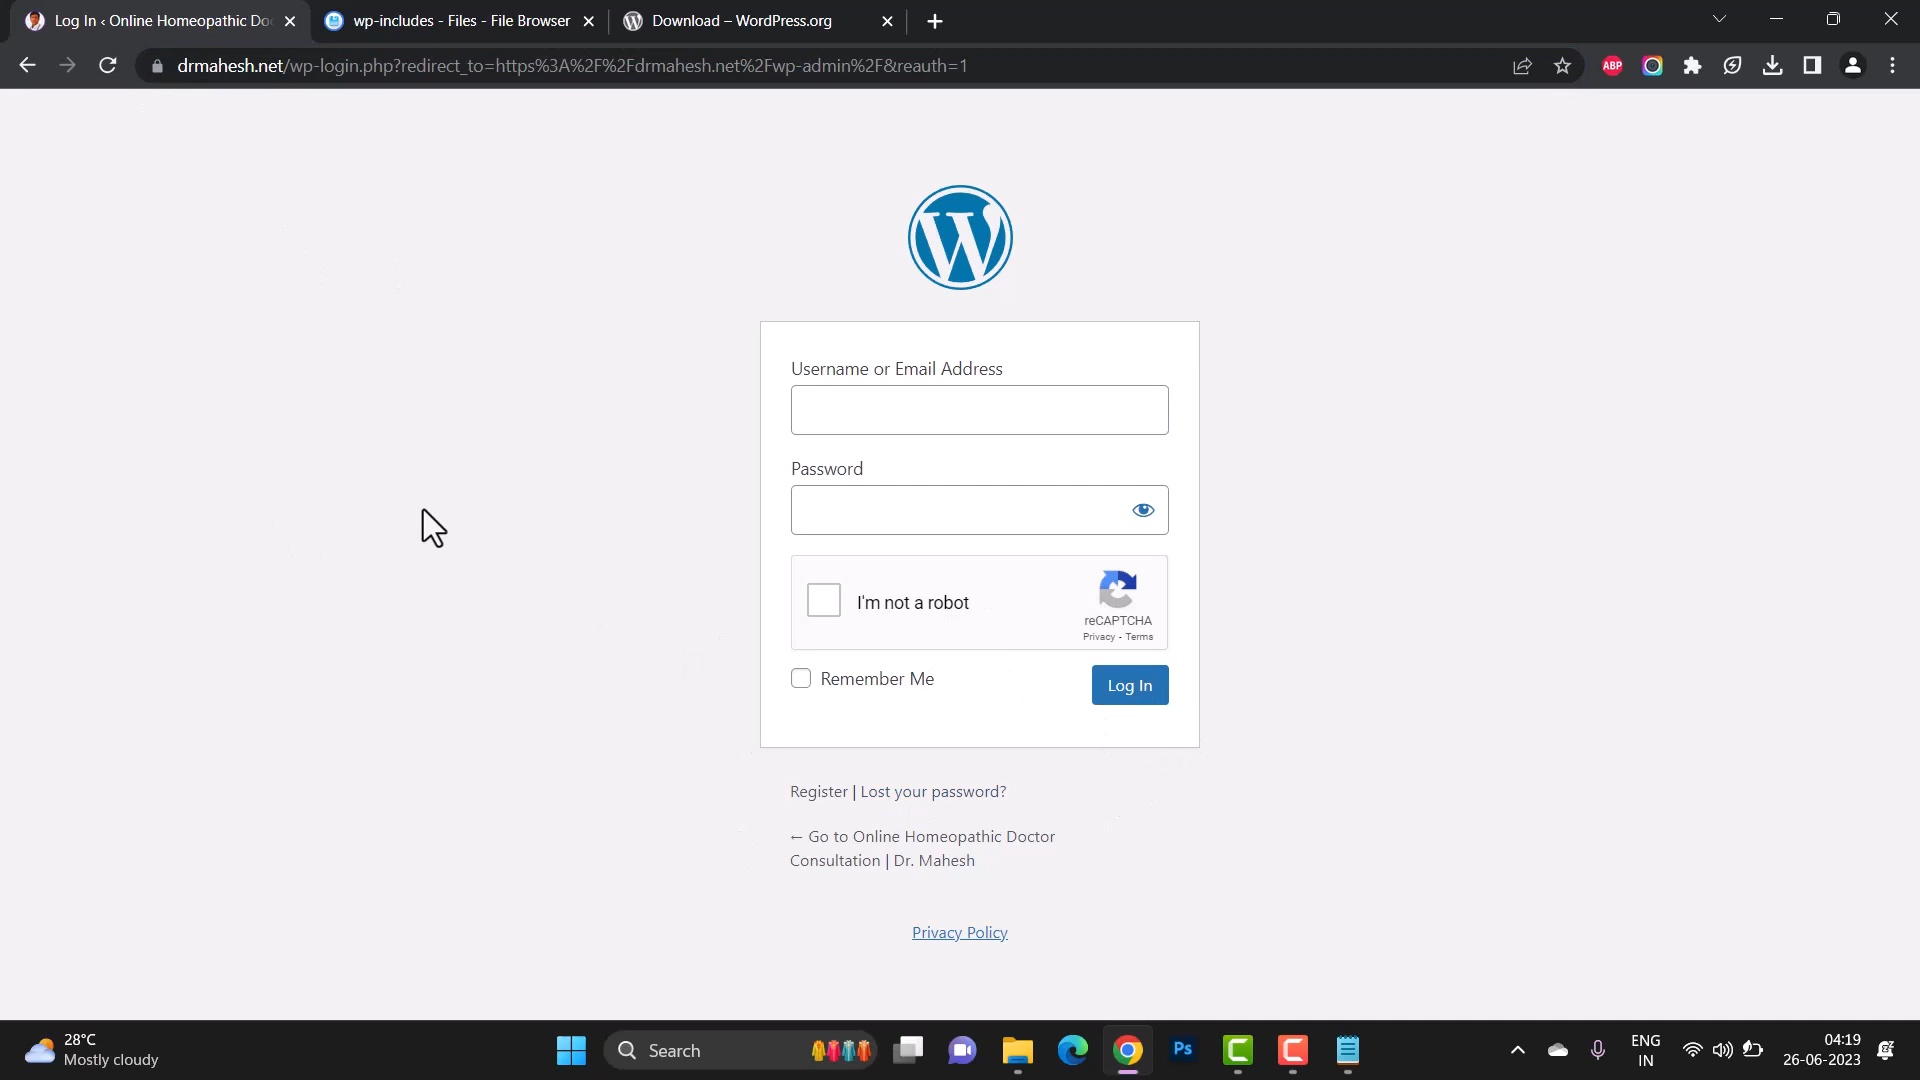 Log In ‹ Online Homeopathic Do
wp-includes - Files - File Browser
Download – WordPress.org
drmahesh.net/wp-login.php?redirect_to=https%3A%2F%2Fdrmahesh.net%2Fwp-admin%2F&reauth=1
ABP
Username or Email Address
Password
I'm not a robot
reCAPTCHA
Privacy - Terms
Remember Me
Log In
Register | Lost your password?
← Go to Online Homeopathic Doctor
Consultation | Dr. Mahesh
Privacy Policy
28°C
Mostly cloudy
Search
Ps
ENG
IN
04:19
26-06-2023